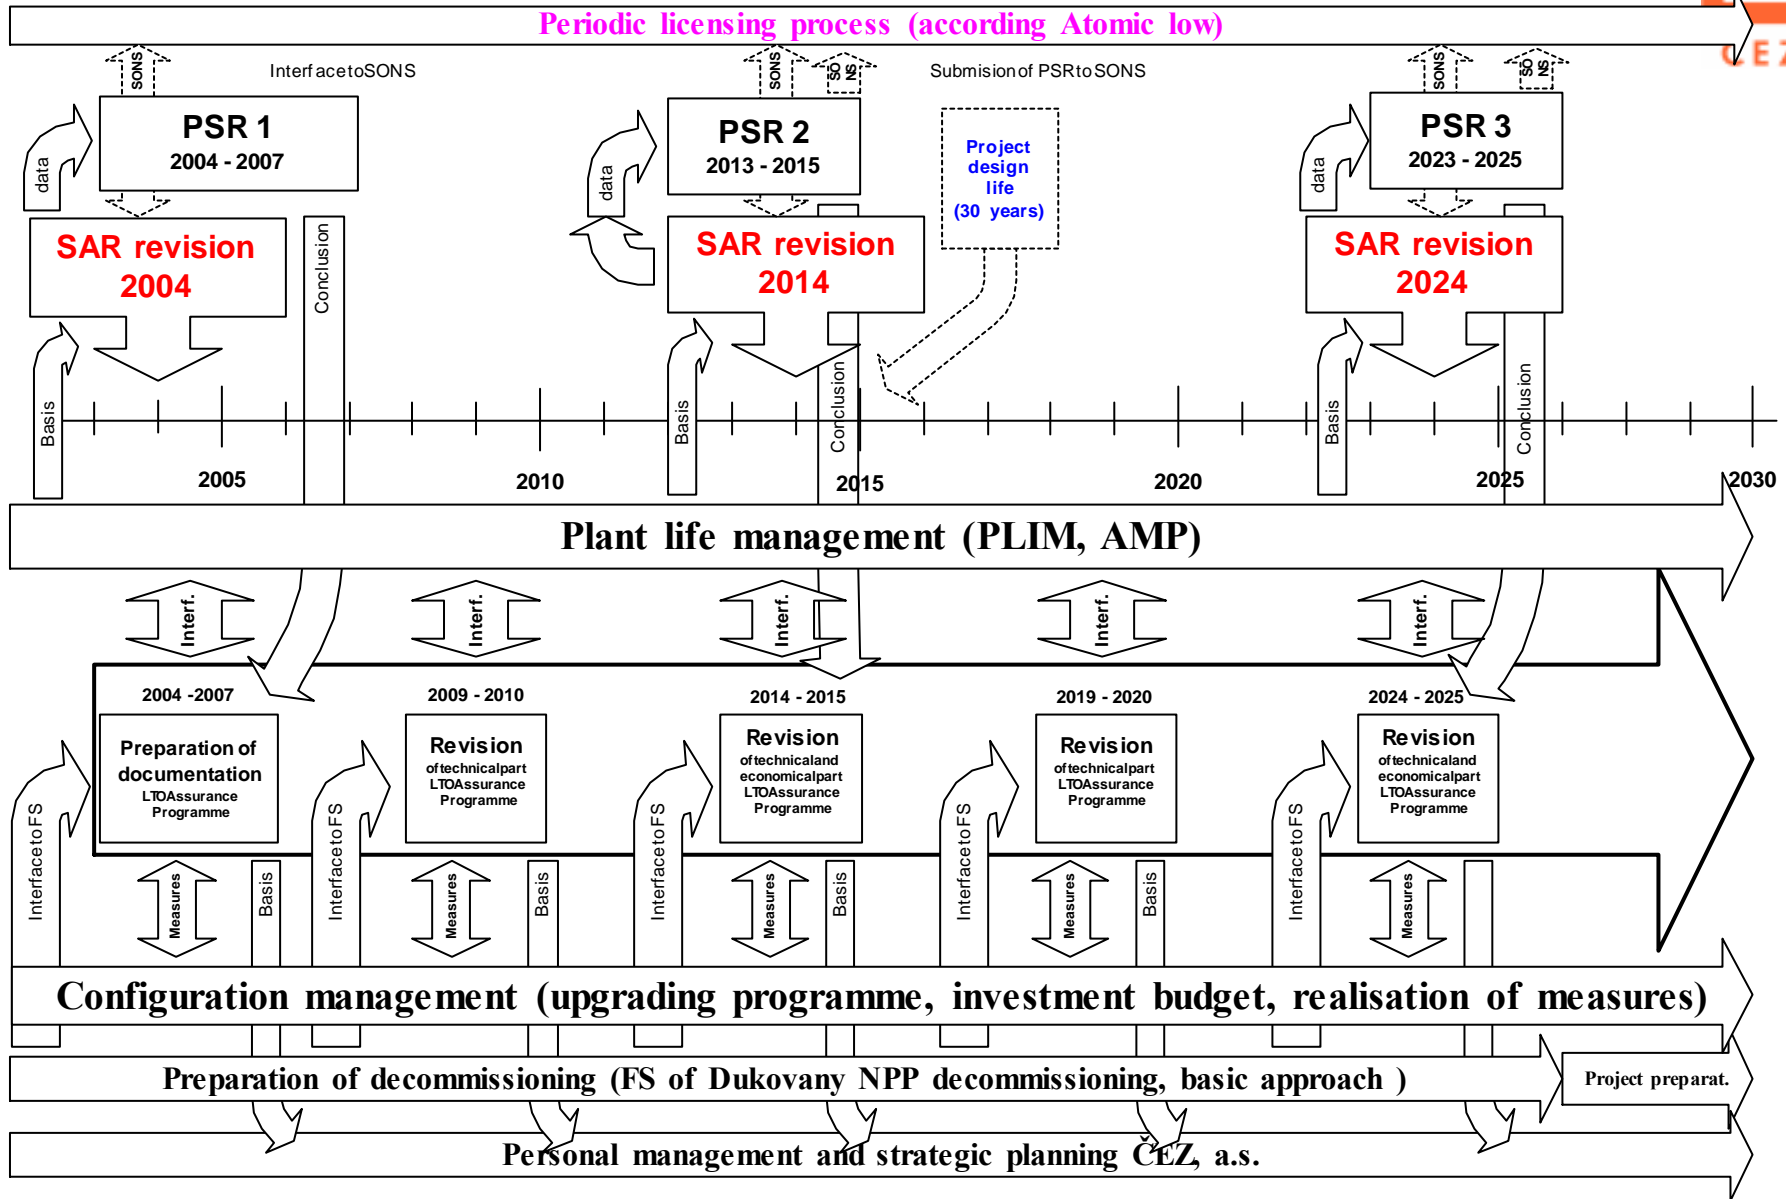 Periodic licensing process (according Atomic low)
CEZ
SONS
Interface to SONS
SONS
SO NS
Submision of PSR to SONS
SONS
SO NS
data
PSR 1
2004 - 2007
data
PSR 2
2013 - 2015
Project
design
life
(30 years)
data
PSR 3
2023 - 2025
SAR revision
2004
Conclusion
SAR revision
2014
SAR revision
2024
Basis
Basis
Conclusion
Basis
Conclusion
2005
2010
2015
2020
2025
2030
Plant life management (PLIM, AMP)
Interf.
Interf.
Interf.
Interf.
Interf.
2004 -2007
2009 - 2010
2014 - 2015
2019 - 2020
2024 - 2025
Interface to FS
Preparation of
documentation
LTO Assurance
Programme
Interface to FS
Revision
of technical part
LTO Assurance
Programme
Interface to FS
Revision
of technical and
economical part
LTO Assurance
Programme
Interface to FS
Revision
of technical part
LTO Assurance
Programme
Interface to FS
Revision
of technical and
economical part
LTO Assurance
Programme
Measures
Basis
Measures
Basis
Measures
Basis
Measures
Basis
Measures
Configuration management (upgrading programme, investment budget, realisation of measures)
Preparation of decommissioning (FS of Dukovany NPP decommissioning, basic approach )
Project preparat.
Personal management and strategic planning ČEZ, a.s.